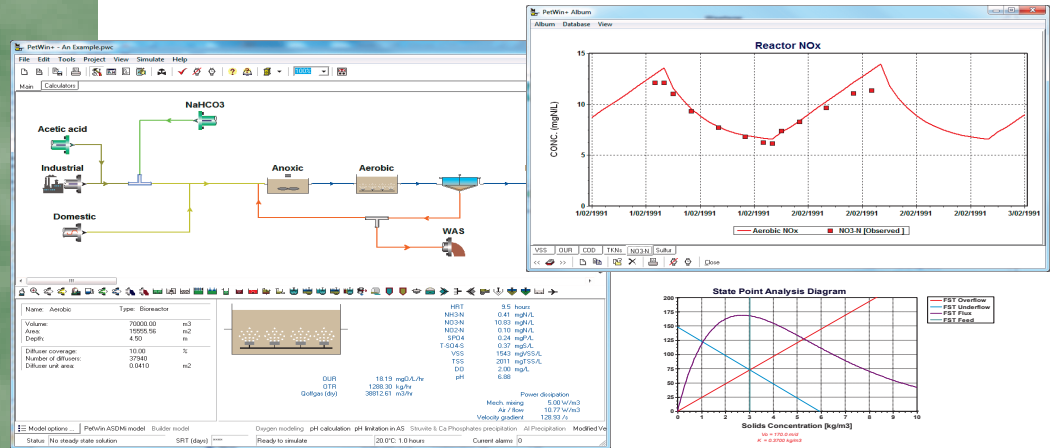 PetWin+ - An Example.pwc
File Edit Tools Project View Simulate Help
100%
Main Calculators
NaHCO3
Acetic acid
Industrial
Anoxic
Aerobic
Domestic
WAS
Name: Aerobic Type: Bioreactor
Volume: 70000.00 m3
Area: 15555.56 m2
Depth: 4.50 m
Diffuser coverage: 10.00 %
Number of diffusers: 37940
Diffuser unit area: 0.0410 m2
OUR 18.19 mgO/L/hr
OTR 1288.30 kg/hr
Offgas (dry) 38812.61 m3/hr
HRT 9.5 hours
NH3-N 0.41 mgN/L
NO3-N 10.83 mgN/L
NO2-N 0.10 mgN/L
SPO4 0.24 mgP/L
T-SO4-S 0.37 mgS/L
VSS 1543 mgVSS/L
TSS 2011 mgTSS/L
DO 2.00 mg/L
pH 6.88
Power dissipation
Mech. mixing 5.00 W/m3
Air / flow 10.77 W/m3
Velocity gradient 128.93 /s
Model options ... PetWin ASDMi model Builder model Oxygen modeling pH calculation pH limitation in AS Struvite & Ca Phosphates precipitation Al Precipitation Modified Ve
Status No steady state solution SRT (days) **** Ready to simulate 20.0°C: 1.0 hours Current alarms 0
PetWin+ Album
Album Database View
Reactor NOx
CONC. (mgN/L)
15
10
5
0
1/02/1991 1/02/1991 1/02/1991 1/02/1991 2/02/1991 2/02/1991 2/02/1991 2/02/1991 3/02/1991
Aerobic NOx NO3-N [Observed ]
VSS OUR COD TKNs NO3-N Sulfur
<< >> Close
State Point Analysis Diagram
200
175
150
125
100
75
50
25
0
0 1 2 3 4 5 6 7 8 9 10
Solids Concentration [kg/m3]
Vo = 170.0 m/d
K = 0.3700 kg/m3
FST Overflow
FST Underflow
FST Flux
FST Feed